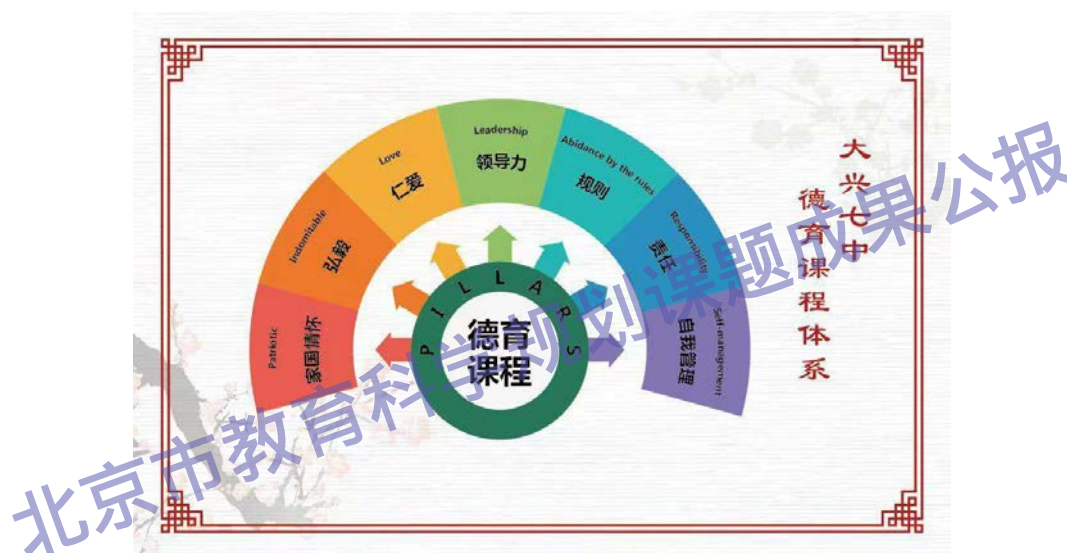 大兴七中
德育课程体系
Patriotic
家国情怀
Indomitable
弘毅
Love
仁爱
Leadership
领导力
Abidance by the rules
规则
Responsibility
责任
Self-management
自我管理
PILLARS
德育
课程
北京市教育科学规划课题成果公报